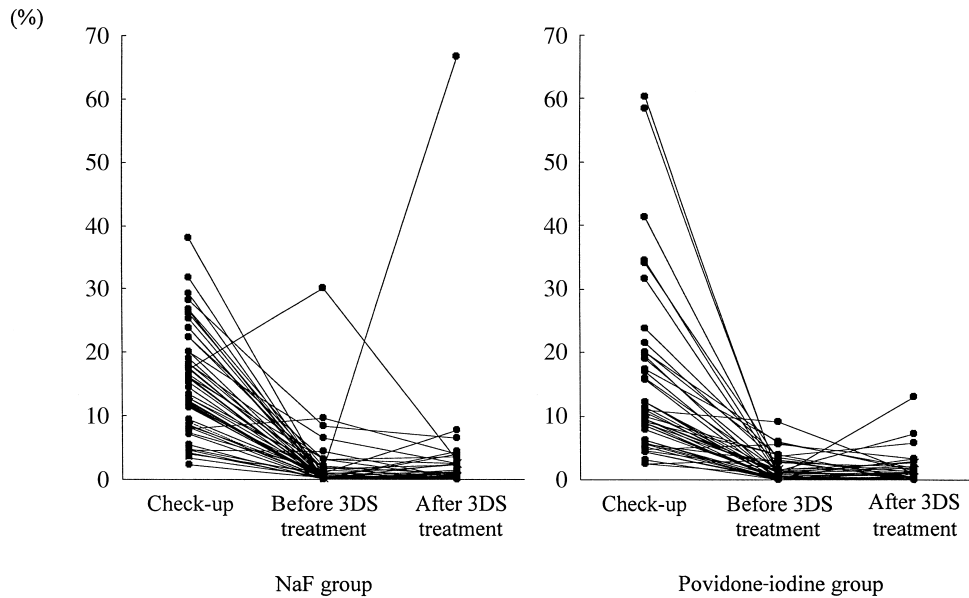 (%)
70
60
50
40
30
20
10
0
Check-up
Before 3DS
treatment
After 3DS
treatment
NaF group
70
60
50
40
30
20
10
0
Check-up
Before 3DS
treatment
After 3DS
treatment
Povidone-iodine group